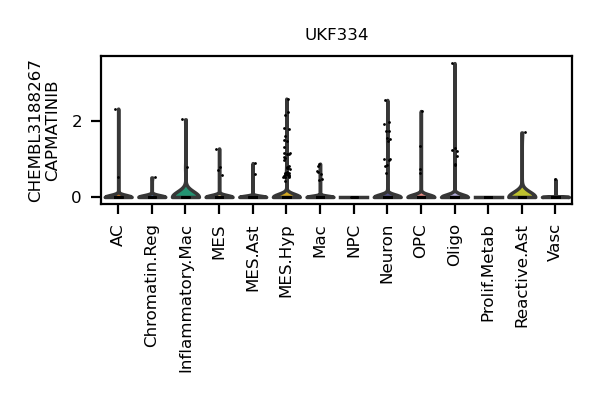 UKF334
CHEMBL3188267
CAPMATINIB
2
0
AC
Chromatin.Reg
Inflammatory.Mac
MES
MES.Ast
MES.Hyp
Mac
NPC
Neuron
OPC
Oligo
Prolif.Metab
Reactive.Ast
Vasc